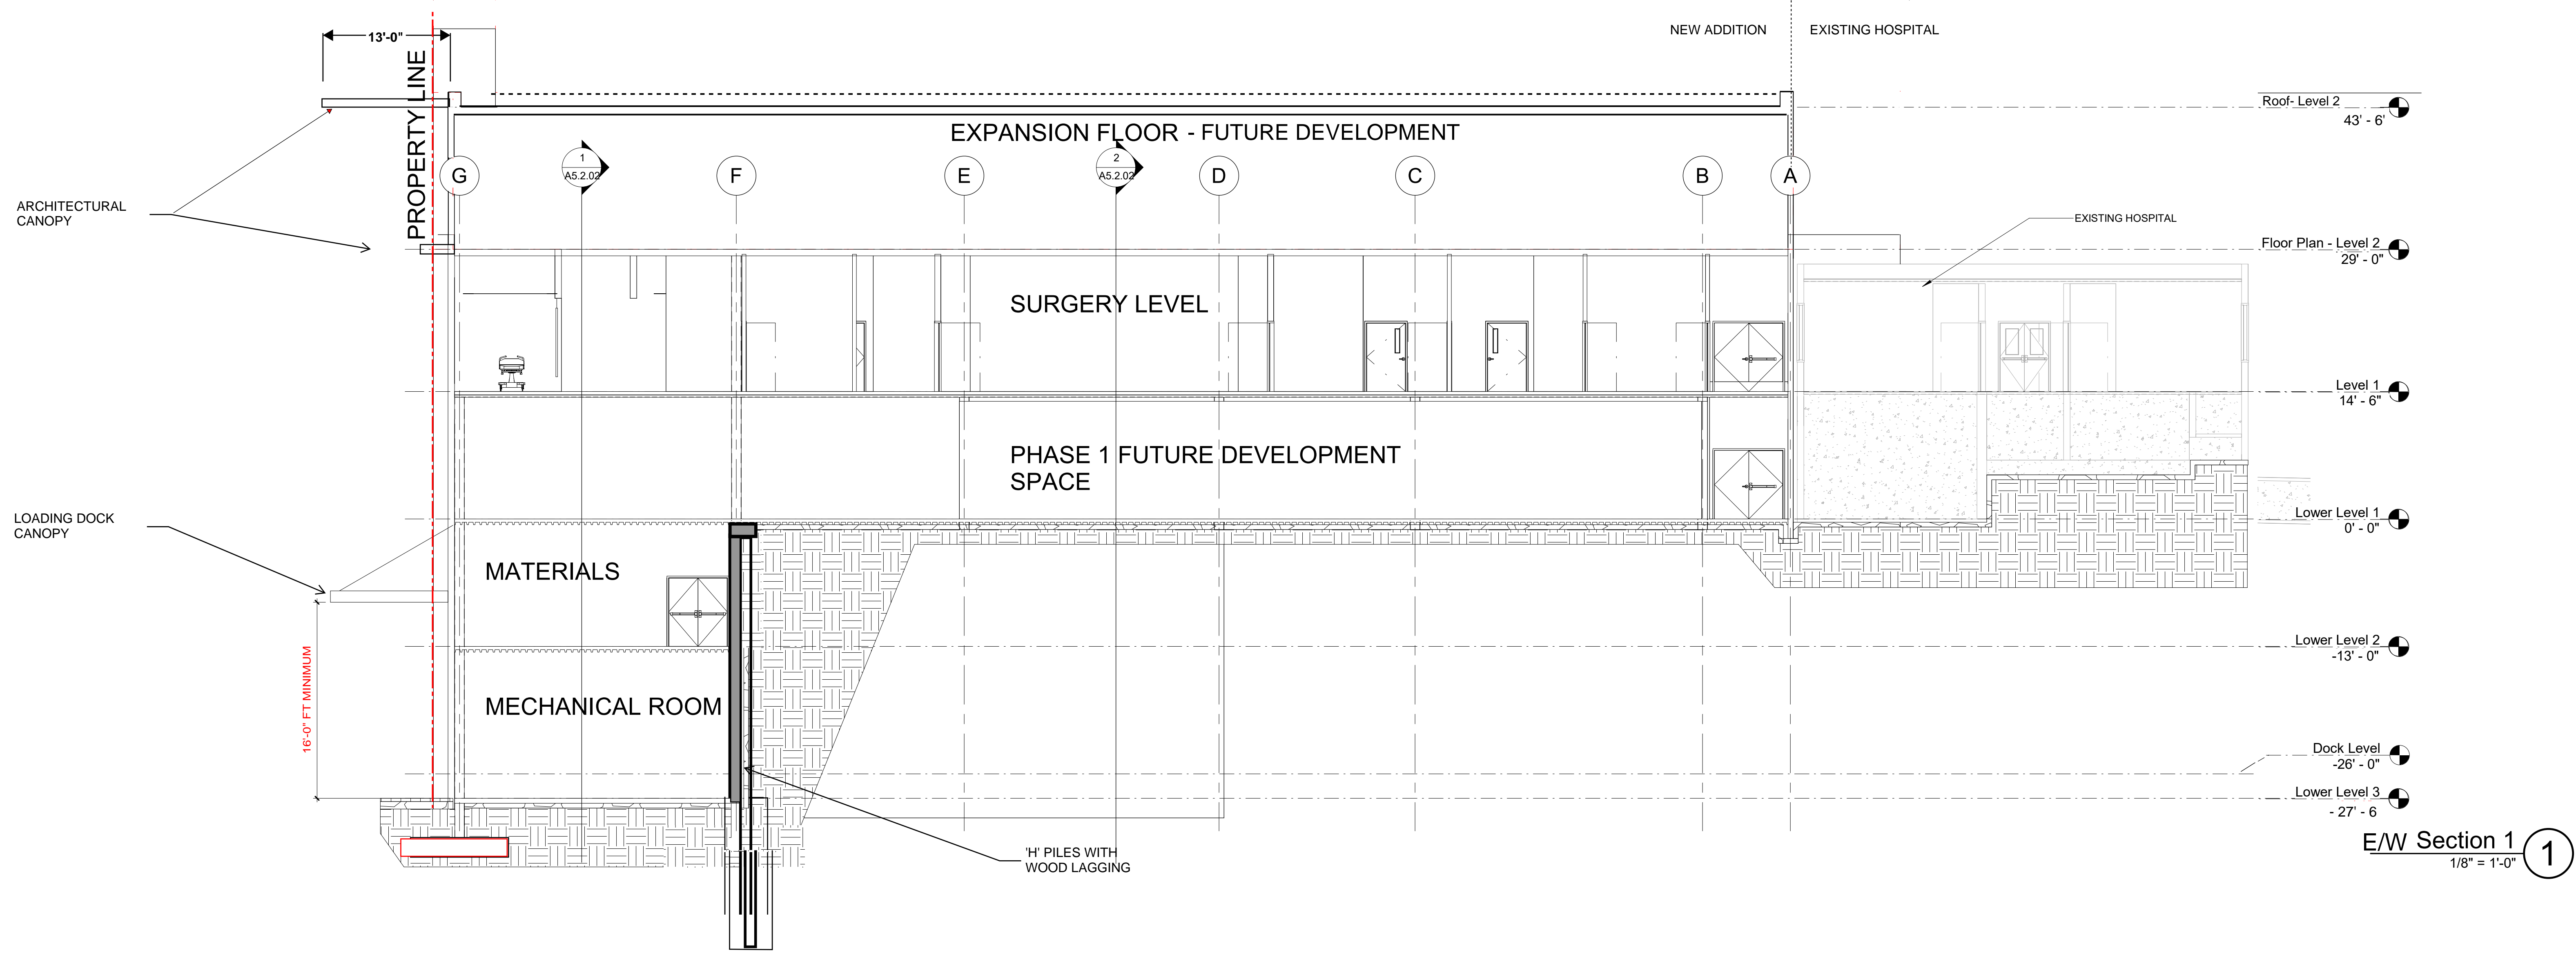 NEW ADDITION
EXISTING HOSPITAL
13'-0"
PROPERTY LINE
Roof- Level 2
43' - 6'
EXPANSION FLOOR - FUTURE DEVELOPMENT
1
A5.2.02
2
A5.2.02
G
F
E
D
C
B
A
ARCHITECTURAL
CANOPY
EXISTING HOSPITAL
Floor Plan - Level 2
29' - 0"
SURGERY LEVEL
Level 1
14' - 6"
PHASE 1 FUTURE DEVELOPMENT
SPACE
LOADING DOCK
CANOPY
Lower Level 1
0' - 0"
MATERIALS
16'-0" FT MINIMUM
Lower Level 2
-13' - 0"
MECHANICAL ROOM
Dock Level
-26' - 0"
Lower Level 3
- 27' - 6
'H' PILES WITH
WOOD LAGGING
E/W Section 1
1/8" = 1'-0"
1